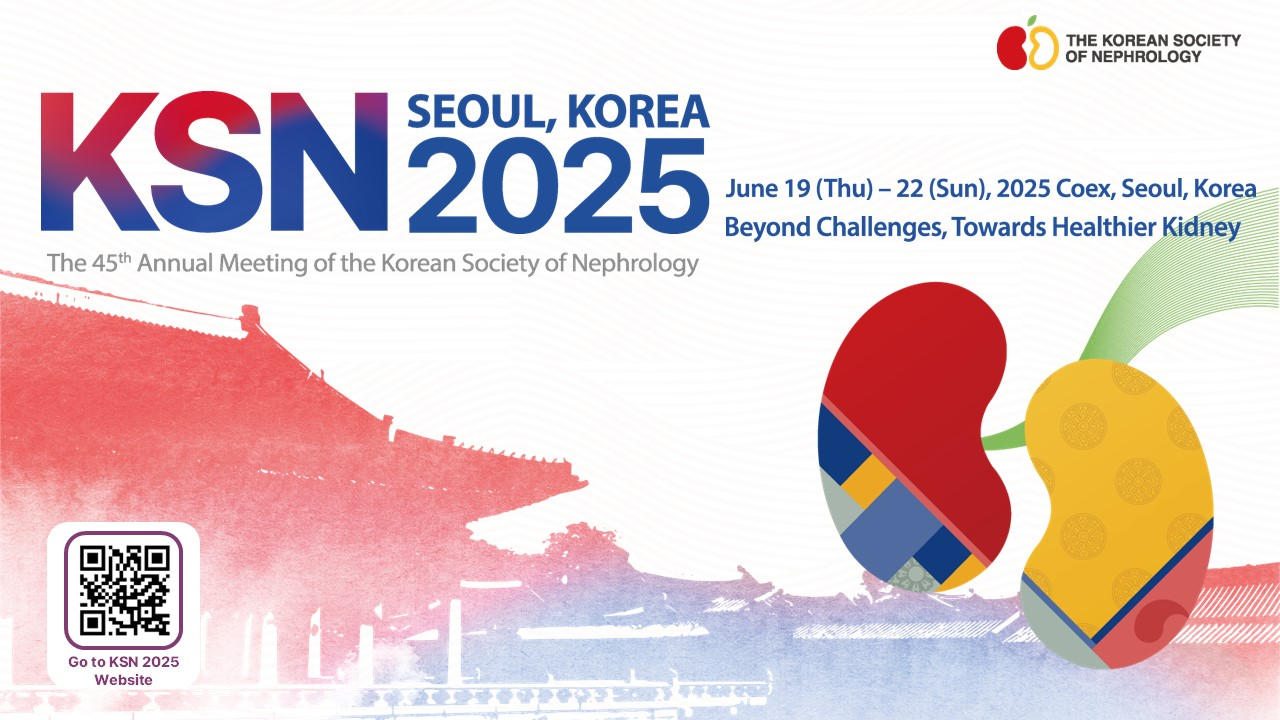 THE KOREAN SOCIETY
OF NEPHROLOGY
KSN
SEOUL, KOREA
2025
June 19 (Thu) – 22 (Sun), 2025 Coex, Seoul, Korea
Beyond Challenges, Towards Healthier Kidney
The 45th Annual Meeting of the Korean Society of Nephrology
Go to KSN 2025
Website